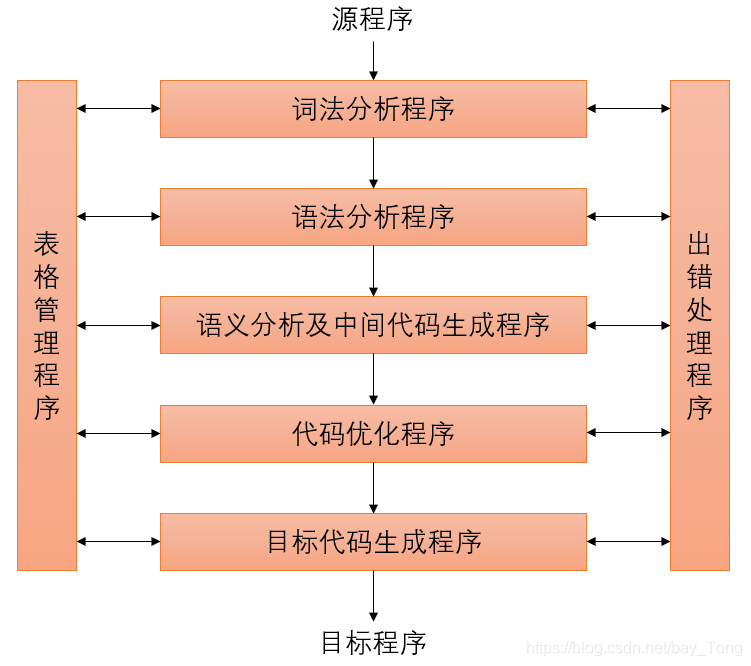 源程序
词法分析程序
语法分析程序
语义分析及中间代码生成程序
代码优化程序
目标代码生成程序
目标程序
表格管理程序
出错处理程序
https://blog.csdn.net/bay_Tong